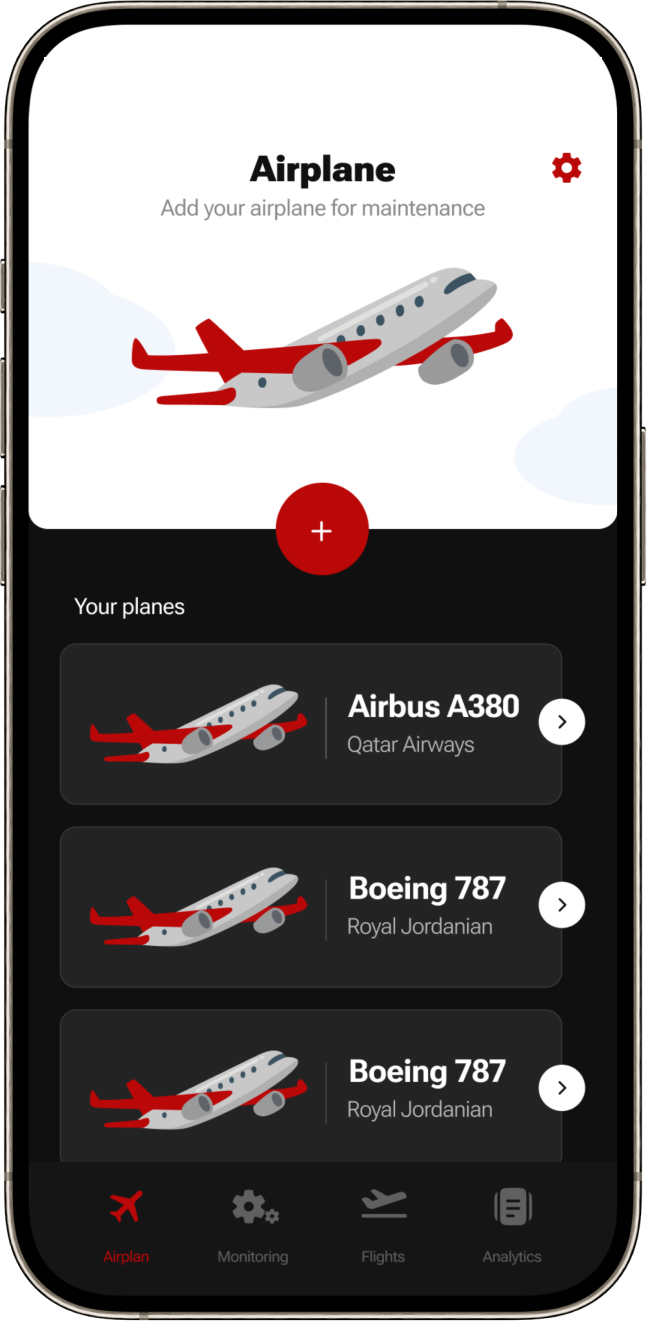 Airplane
Add your airplane for maintenance
+
Your planes
Airbus A380
Qatar Airways
Boeing 787
Royal Jordanian
Boeing 787
Royal Jordanian
Airplan
Monitoring
Flights
Analytics